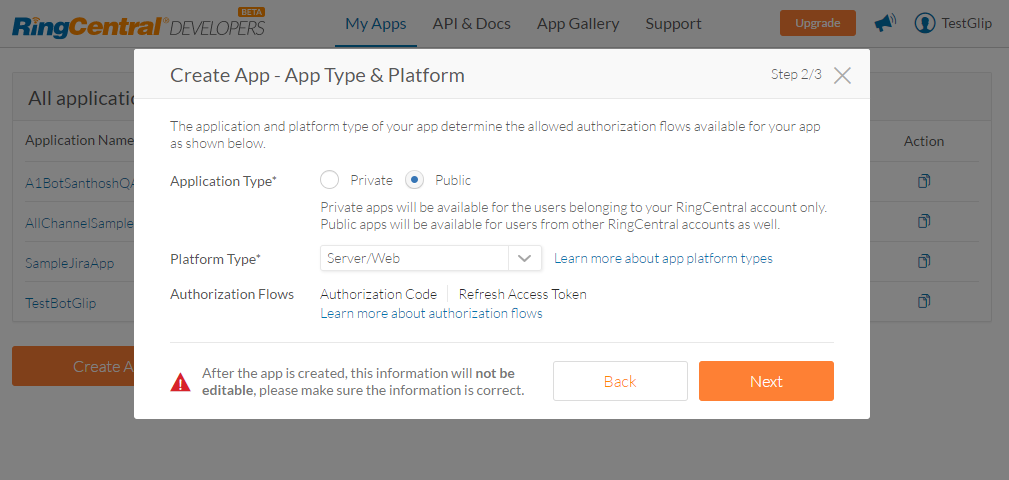 RingCentral® DEVELOPERS BETA
My Apps API & Docs App Gallery Support Upgrade TestGlip
All applicatio
Application Name Action
A1BotSanthoshQA
AllChannelSample
SampleJiraApp
TestBotGlip
Create A
Create App - App Type & Platform Step 2/3
The application and platform type of your app determine the allowed authorization flows available for your app
as shown below.
Application Type* Private Public
Private apps will be available for the users belonging to your RingCentral account only.
Public apps will be available for users from other RingCentral accounts as well.
Platform Type* Server/Web Learn more about app platform types
Authorization Flows Authorization Code Refresh Access Token
Learn more about authorization flows
After the app is created, this information will not be
editable, please make sure the information is correct.
Back Next